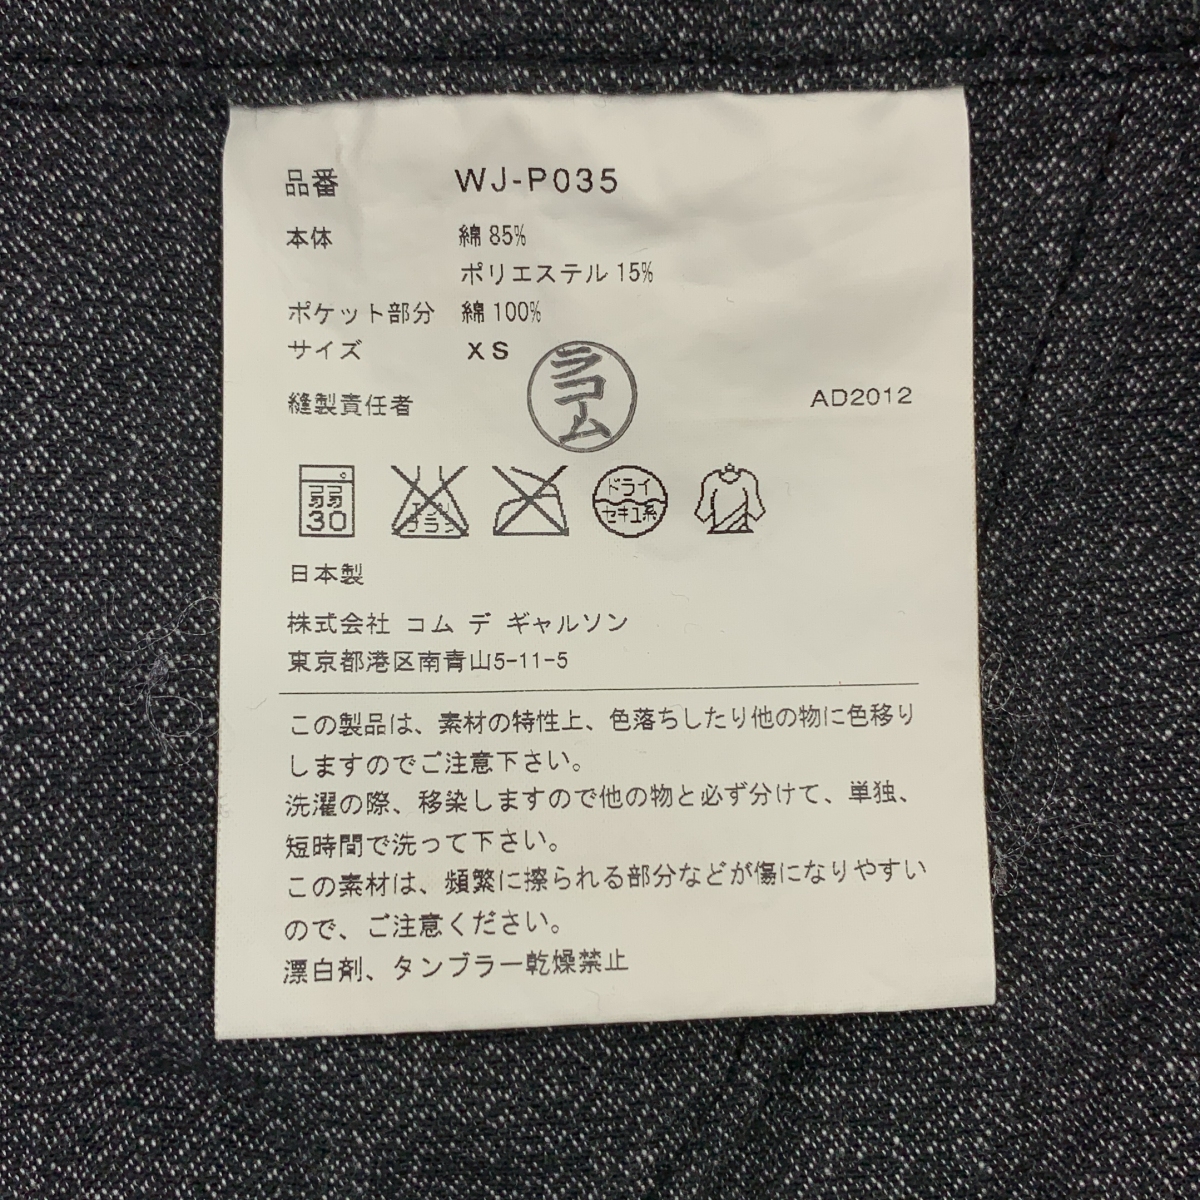 品番 WJ-P035
本体 綿 85%
ポリエステル 15%
ポケット部分 綿 100%
サイズ XS
ラコム
縫製責任者 AD2012
弱 30
エンソ サラシ
ドライ セキユ系
日本製
株式会社 コム デ ギャルソン
東京都港区南青山5-11-5
この製品は、素材の特性上、色落ちしたり他の物に色移り
しますのでご注意下さい。
洗濯の際、移染しますので他の物と必ず分けて、単独、
短時間で洗って下さい。
この素材は、頻繁に擦られる部分などが傷になりやすい
ので、ご注意ください。
漂白剤、タンブラー乾燥禁止